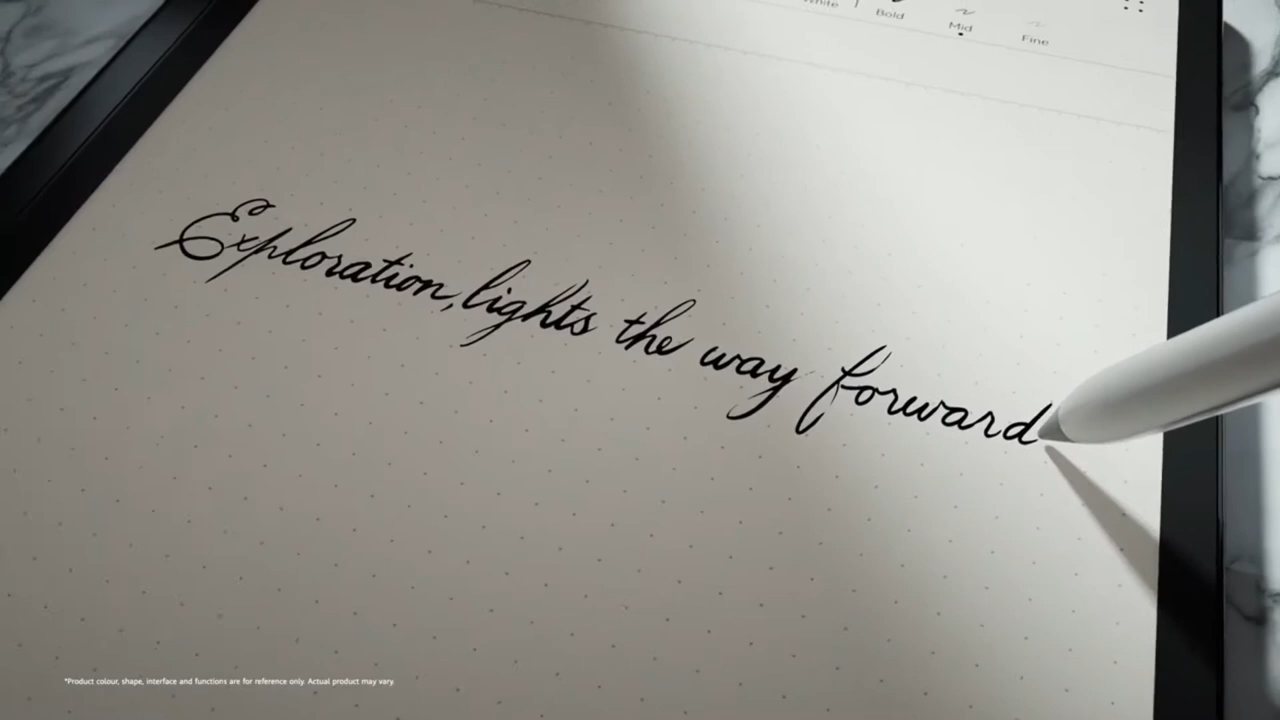 Bold
Mid
Fine
Exploration, lights the way forward
*Product colour, shape, interface and functions are for reference only. Actual product may vary.